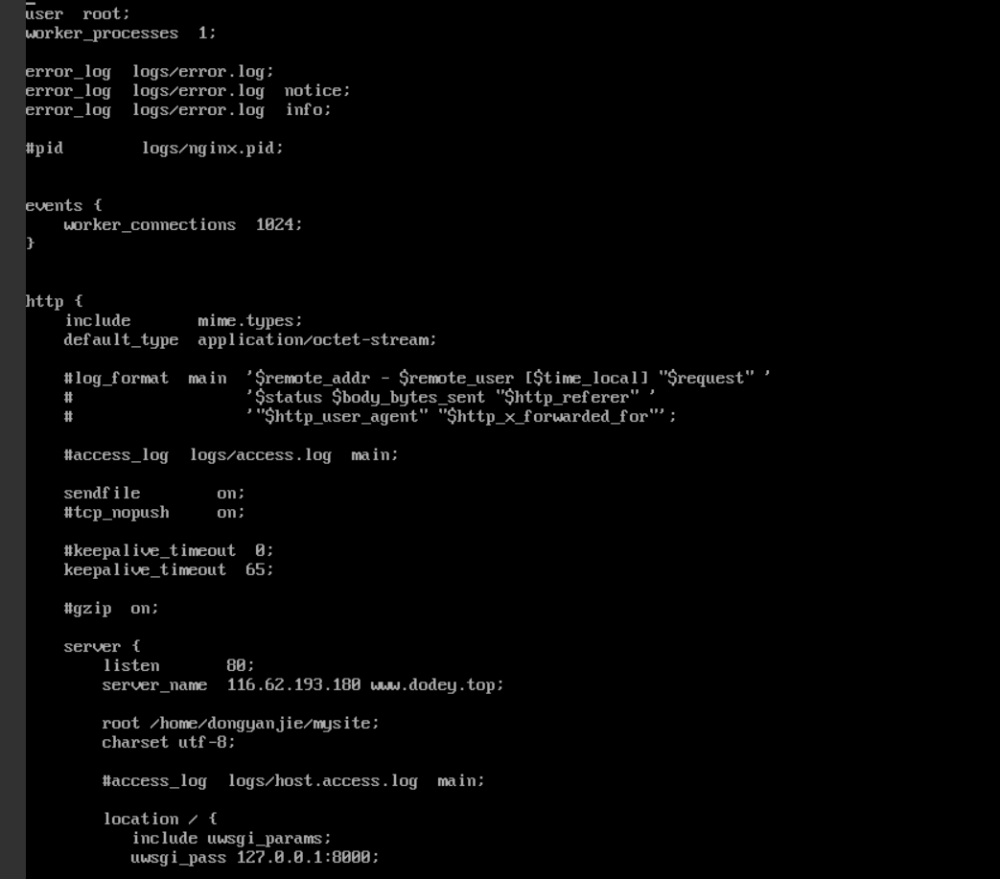 user  root;
worker_processes  1;
error_log  logs/error.log;
error_log  logs/error.log  notice;
error_log  logs/error.log  info;
#pid        logs/nginx.pid;
events {
    worker_connections  1024;
}
http {
    include       mime.types;
    default_type  application/octet-stream;
    #log_format  main  '$remote_addr - $remote_user [$time_local] "$request" '
    #                  '$status $body_bytes_sent "$http_referer" '
    #                  '"$http_user_agent" "$http_x_forwarded_for"';
    #access_log  logs/access.log  main;
    sendfile        on;
    #tcp_nopush     on;
    #keepalive_timeout  0;
    keepalive_timeout  65;
    #gzip  on;
    server {
        listen       80;
        server_name  116.62.193.180 www.dodey.top;
        root /home/dongyanjie/mysite;
        charset utf-8;
        #access_log  logs/host.access.log  main;
        location / {
           include uwsgi_params;
           uwsgi_pass 127.0.0.1:8000;